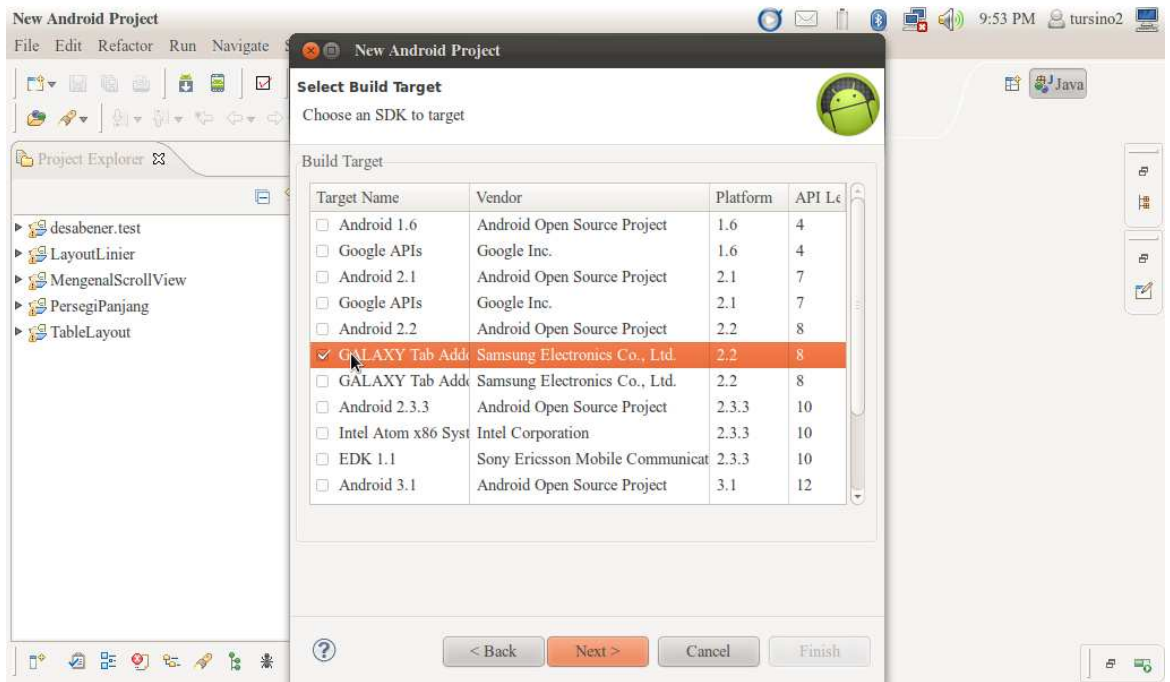 New Android Project
9:53 PM tursino2
File Edit Refactor Run Navigate
New Android Project
Select Build Target
Choose an SDK to target
Java
Project Explorer
desabener.test
LayoutLinier
MengenalScrollView
PersegiPanjang
TableLayout
Build Target
Target Name Vendor Platform API Le
Android 1.6 Android Open Source Project 1.6 4
Google APIs Google Inc. 1.6 4
Android 2.1 Android Open Source Project 2.1 7
Google APIs Google Inc. 2.1 7
Android 2.2 Android Open Source Project 2.2 8
GALAXY Tab Addo Samsung Electronics Co., Ltd. 2.2 8
GALAXY Tab Addo Samsung Electronics Co., Ltd. 2.2 8
Android 2.3.3 Android Open Source Project 2.3.3 10
Intel Atom x86 Syst Intel Corporation 2.3.3 10
EDK 1.1 Sony Ericsson Mobile Communicat 2.3.3 10
Android 3.1 Android Open Source Project 3.1 12
< Back Next > Cancel Finish